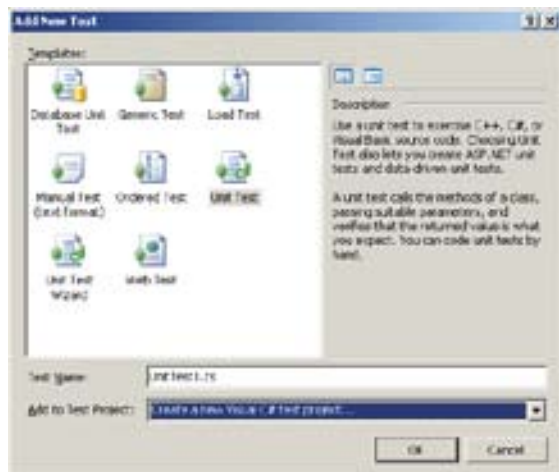 Add New Test
Templates:
Database Unit Test
Generic Test
Load Test
Manual Test (text format)
Ordered Test
Unit Test
Unit Test Wizard
Web Test
Description
Use a unit test to exercise C++, C#, or
Visual Basic source code. Choosing Unit
Test also lets you create ASP.NET unit
tests and data-driven unit tests.
A unit test calls the methods of a class,
passing suitable parameters, and
verifies that the returned value is what
you expect. You can code unit tests by
hand.
Test Name:
UnitTest1.cs
Add to Test Project:
Create a new Visual C# test project...
OK
Cancel